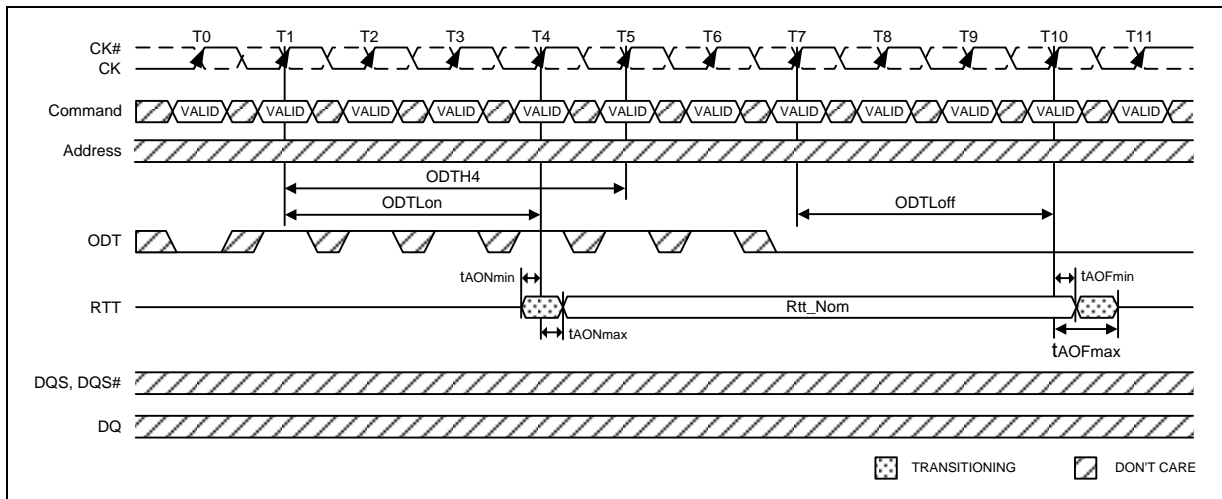 T0 T1 T2 T3 T4 T5 T6 T7 T8 T9 T10 T11
CK#
CK
Command VALID VALID VALID VALID VALID VALID VALID VALID VALID VALID VALID VALID
Address
ODTH4
ODTLon ODTLoff
ODT
tAONmin tAOFmin
RTT Rtt_Nom
tAONmax tAOFmax
DQS, DQS#
DQ
TRANSITIONING DON'T CARE